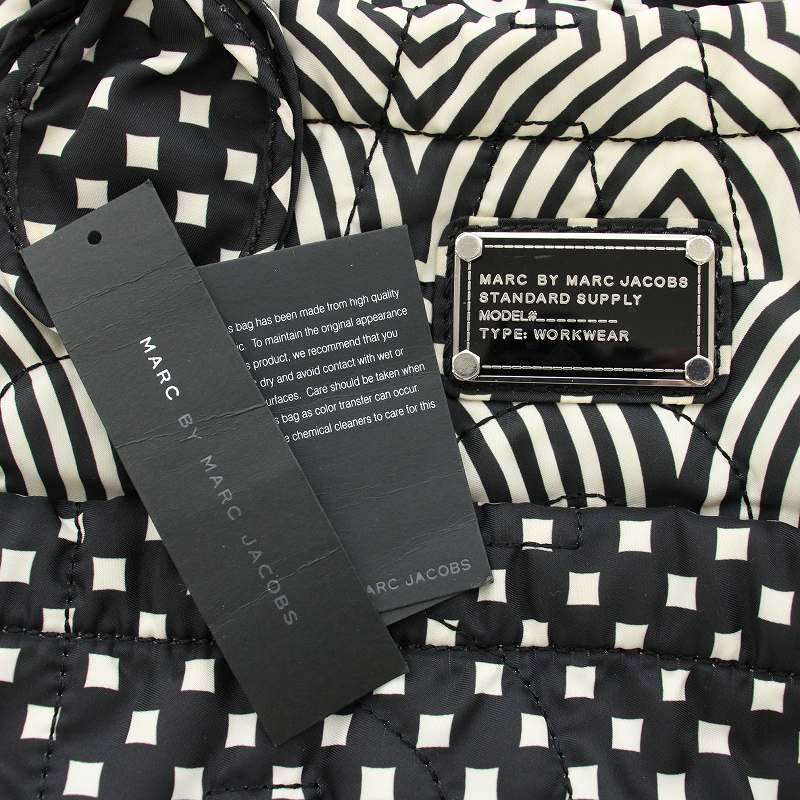 MARC BY MARC JACOBS
STANDARD SUPPLY
MODEL#_________
TYPE: WORKWEAR
MARC BY MARC JACOBS
bag has been made from high quality
To maintain the original appearance
product, we recommend that you
dry and avoid contact with wet or
Care should be taken when
bag as color transfer can occur.
chemical cleaners to care for this
JACOBS